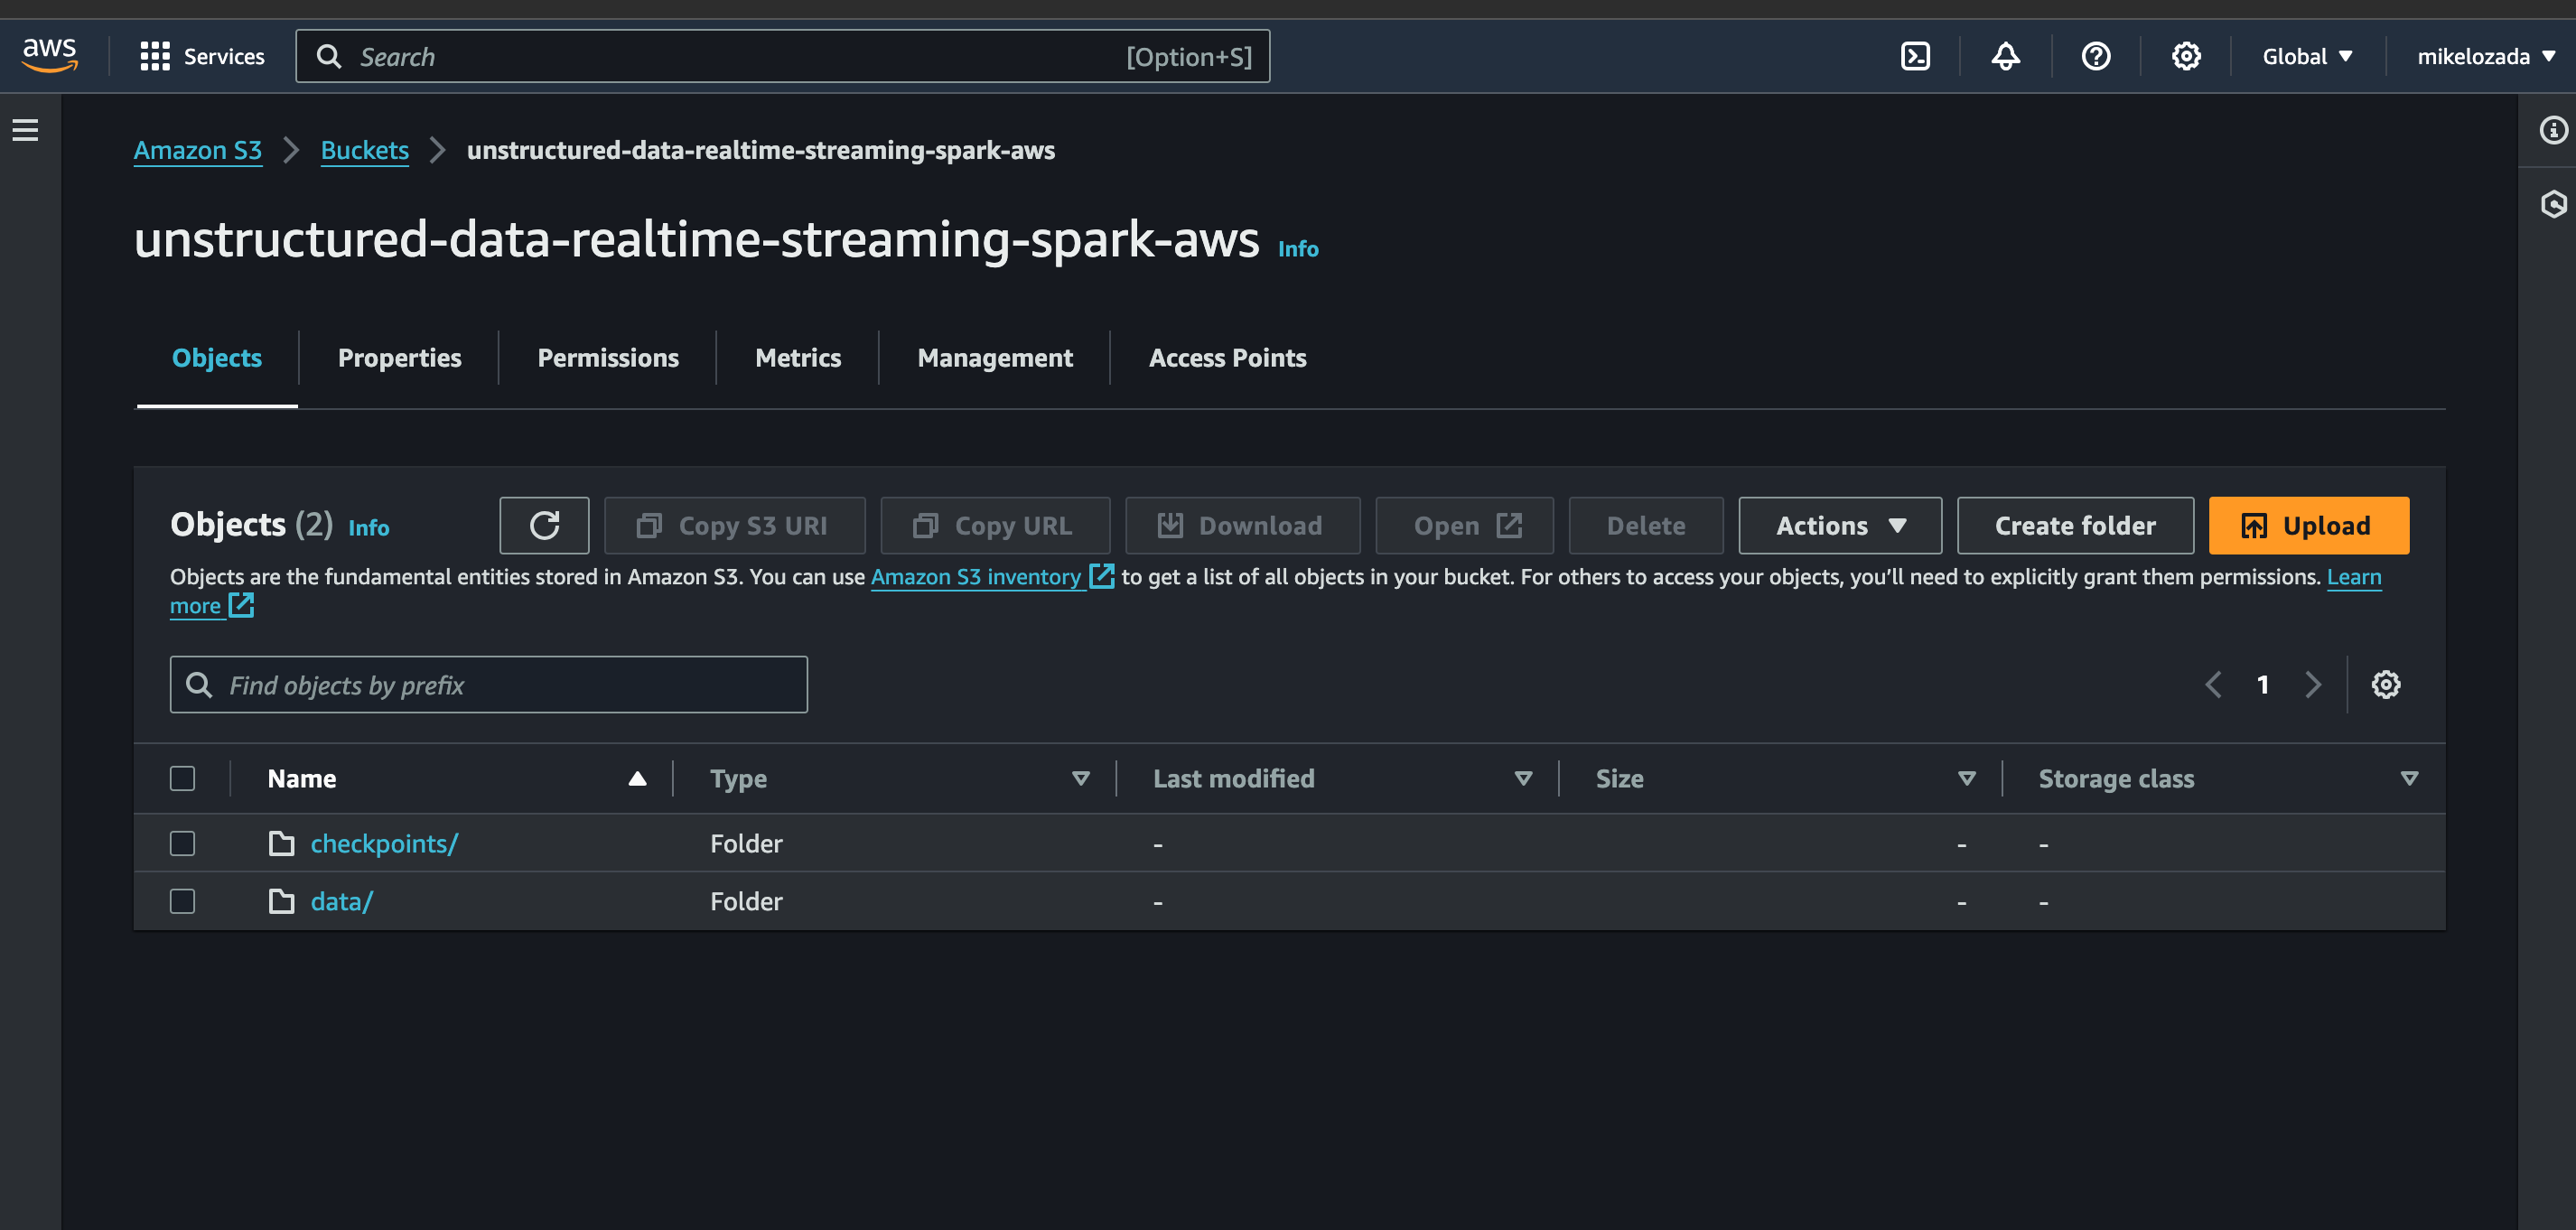 aws Services Search [Option+S] Global mikelozada
Amazon S3 Buckets unstructured-data-realtime-streaming-spark-aws
unstructured-data-realtime-streaming-spark-aws Info
Objects Properties Permissions Metrics Management Access Points
Objects (2) Info Copy S3 URI Copy URL Download Open Delete Actions Create folder Upload
Objects are the fundamental entities stored in Amazon S3. You can use Amazon S3 inventory to get a list of all objects in your bucket. For others to access your objects, you’ll need to explicitly grant them permissions. Learn
more
Find objects by prefix 1
Name Type Last modified Size Storage class
checkpoints/ Folder - - -
data/ Folder - - -